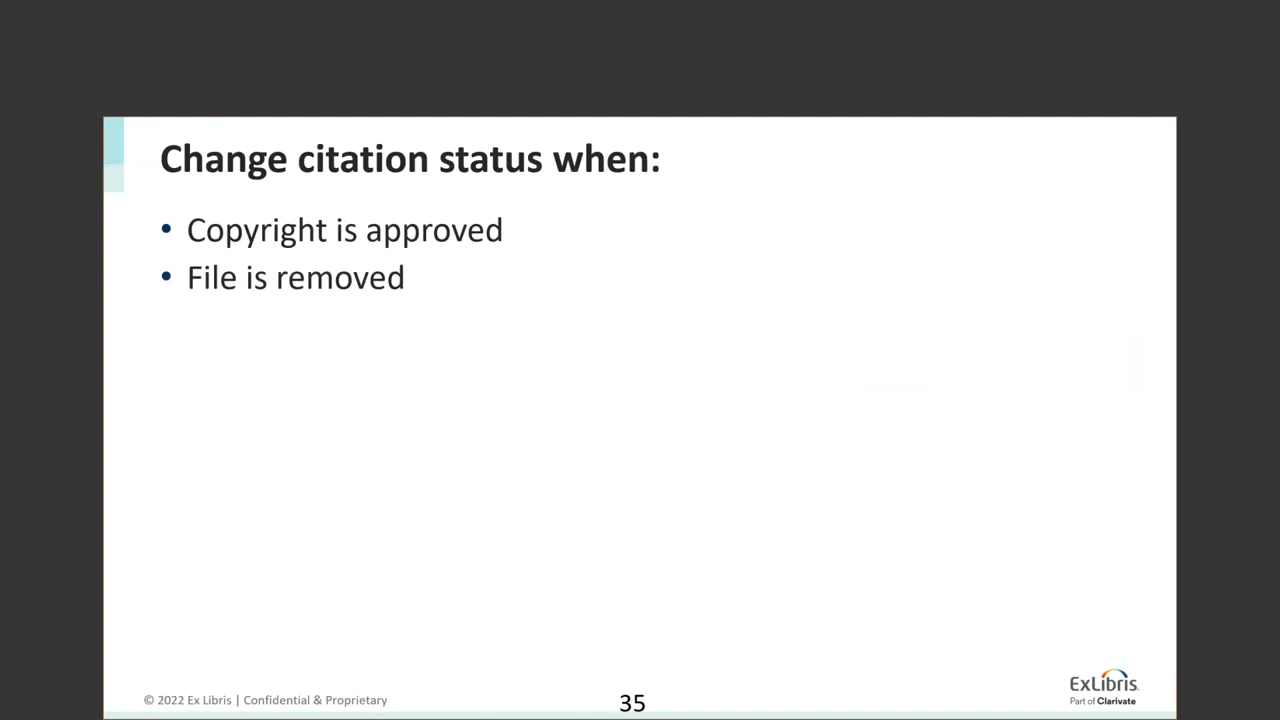 Change citation status when:
• Copyright is approved
• File is removed
© 2022 Ex Libris | Confidential & Proprietary
35
ExLibris
Part of Clarivate